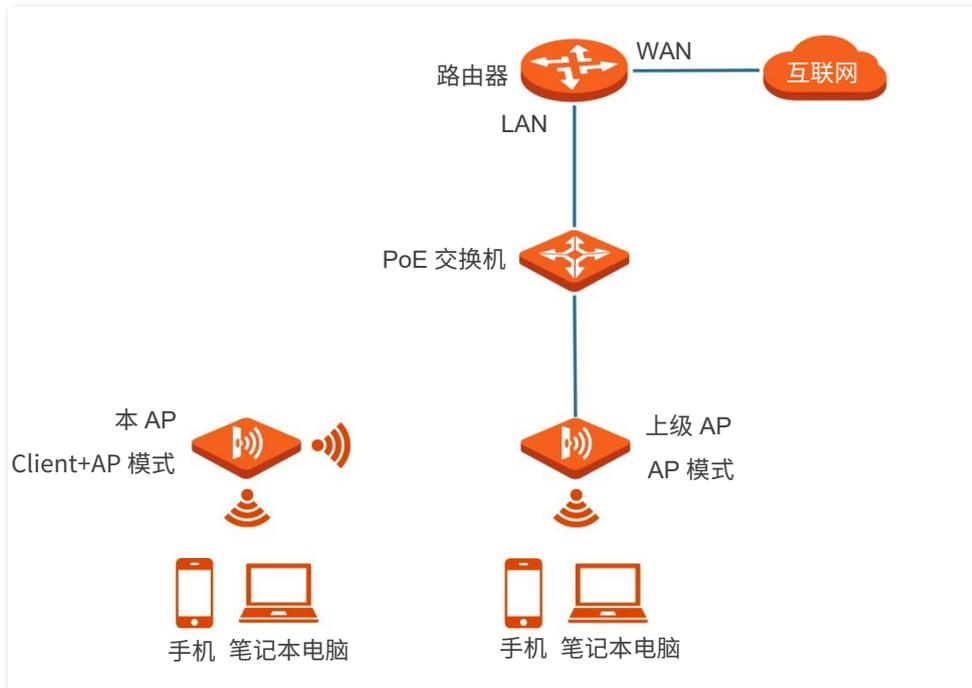 WAN
互联网
路由器
LAN
PoE 交换机
本 AP
Client+AP 模式
上级 AP
AP 模式
手机 笔记本电脑
手机 笔记本电脑